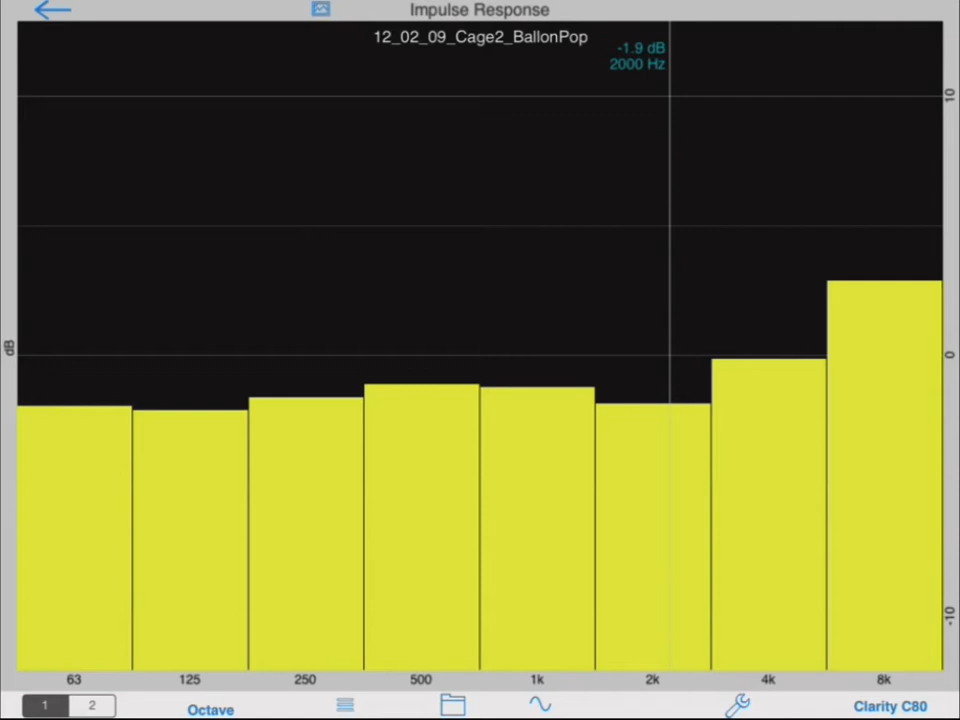 Impulse Response
12_02_09_Cage2_BallonPop
-1.9 dB
2000 Hz
10
dB
0
-10
63 125 250 500 1k 2k 4k 8k
1 2 Octave Clarity C80